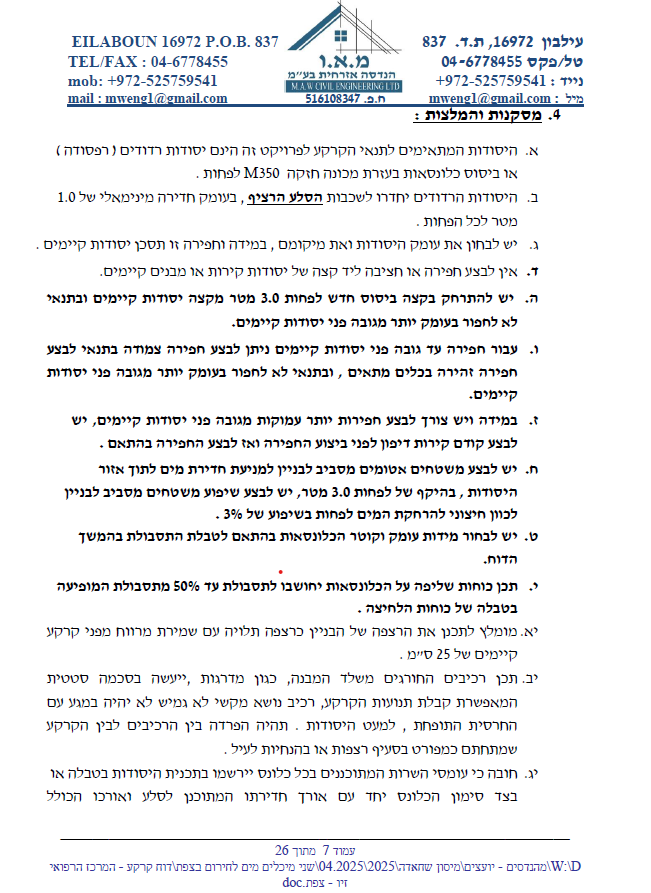 EILABOUN 16972 P.O.B. 837
TEL/FAX : 04-6778455
mob: +972-525759541
mail : mweng1@gmail.com
מ.א.ו
הנדסה אזרחית בע"מ
M.A.W CIVIL ENGINEERING LTD
ח.פ. 516108347
עילבון 16972, ת.ד. 837
טל/פקס 04-6778455
נייד : +972-525759541
מיל : mweng1@gmail.com
4. מסקנות והמלצות :
א. היסודות המתאימים לתנאי הקרקע לפרויקט זה הינם יסודות רדודים ( רפסודה )
או ביסוס כלונסאות בעזרת מכונה חזקה M350 לפחות .
ב. היסודות הרדודים יחדרו לשכבות הסלע הרציף , בעומק חדירה מינימאלי של 1.0
מטר לכל הפחות .
ג. יש לבחון את עומק היסודות ואת מיקומם , במידה וחפירה זו תסכן יסודות קיימים .
ד. אין לבצע חפירה או חציבה ליד קצה של יסודות קירות או מבנים קיימים.
ה. יש להתרחק בקצה ביסוס חדש לפחות 3.0 מטר מקצה יסודות קיימים ובתנאי
לא לחפור בעומק יותר מגובה פני יסודות קיימים.
ו. עבור חפירה עד גובה פני יסודות קיימים ניתן לבצע חפירה צמודה בתנאי לבצע
חפירה זהירה בכלים מתאים , ובתנאי לא לחפור בעומק יותר מגובה פני יסודות
קיימים.
ז. במידה ויש צורך לבצע חפירות יותר עמוקות מגובה פני יסודות קיימים, יש
לבצע קודם קירות דיפון לפני ביצוע החפירה ואז לבצע החפירה בהתאם .
ח. יש לבצע משטחים אטומים מסביב לבניין למניעת חדירת מים לתוך אזור
היסודות , בהיקף של לפחות 3.0 מטר, יש לבצע שיפוע משטחים מסביב לבניין
לכוון חיצוני להרחקת המים לפחות בשיפוע של 3% .
ט. יש לבחור מידות עומק וקוטר הכלונסאות בהתאם לטבלת התסבולת בהמשך
הדוח.
י. תכן כוחות שליפה על הכלונסאות יחושבו לתסבולת עד 50% מתסבולת המופיעה
בטבלה של כוחות הלחיצה .
יא. מומלץ לתכנן את הרצפה של הבניין כרצפה תלויה עם שמירת מרווח מפני קרקע
קיימים של 25 ס"מ .
יב. תכן רכיבים החורגים משלד המבנה, כגון מדרגות ,ייעשה בסכמה סטטית
המאפשרת קבלת תנועות הקרקע, רכיב נושא מקשי לא גמיש לא יהיה במגע עם
החרסית התופחת , למעט היסודות . תהיה הפרדה בין הרכיבים לבין הקרקע
שמתחתם כמפורט בסעיף רצפות או בהנחיות לעיל .
יג. חובה כי עומסי השרות המתוכננים בכל כלונס יירשמו בתכנית היסודות בטבלה או
בצד סימון הכלונס יחד עם אורך חדירתו המתוכנן לסלע ואורכו הכולל
עמוד 7 מתוך 26
W:\D\מהנדסים - יועצים\מיסון שחאדה\2025\04.2025\שני מיכלים מים לחירום בצפת\דוח קרקע - המרכז הרפואי
זיו - צפת.doc